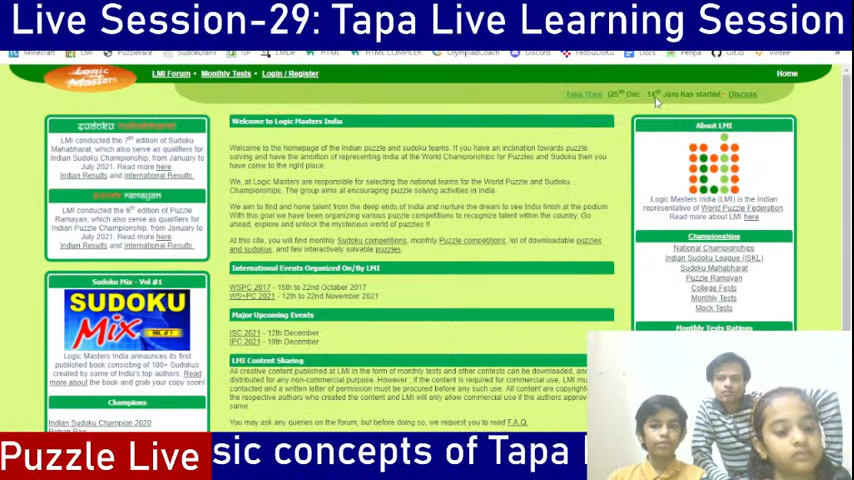 Live Session-29: Tapa Live Learning Session
Minecraft LMI Puzzlerace Sudokufans GP LMIDe HTML HTML COMPILER OlympiadCoach Discord FedSudoku Docs Penpa
Logic Masters
LMI Forum Monthly Tests Login / Register
Home
Tapa Trex (25th Dec. 14th Jan) has started - Discuss
LMI conducted the 7th edition of Sudoku
Mahabharat, which also serve as qualifiers for
Indian Sudoku Championship, from January to
July 2021. Read more here.
Indian Results and International Results.
LMI conducted the 6th edition of Puzzle
Ramayan, which also serve as qualifiers for
Indian Puzzle Championship, from January to
July 2021. Read more here.
Indian Results and International Results.
Sudoku Mix - Vol #1
SUDOKU
Mix
Logic Masters India announces its first
published book consisting of 100+ Sudokus
created by some of India's top authors. Read
more about the book and grab your copy soon!
Champions
Indian Sudoku Champion 2020
Welcome to Logic Masters India
Welcome to the homepage of the Indian puzzle and sudoku teams. If you have an inclination towards puzzle
solving and have the ambition of representing India at the World Championships for Puzzles and Sudoku then you
have come to the right place.
We, at Logic Masters are responsible for selecting the national teams for the World Puzzle and Sudoku
Championships. The group aims at encouraging puzzle solving activities in India
We aim to find and hone talent from the deep ends of India and nurture the dream to see India finish at the podium
With this goal we have been organizing various puzzle competitions to recognize talent within the country. Go
ahead, explore and unlock the mysterious world of puzzles !!
At this site, you will find monthly Sudoku competitions, monthly Puzzle competitions, lot of downloadable puzzles
and sudokus, and few interactively solvable puzzles.
International Events Organized On/By LMI
WSPC 2017 - 15th to 22nd October 2017
WS+PC 2021 - 12th to 22nd November 2021
Major Upcoming Events
ISC 2021 - 12th December
IPC 2021 - 19th December
LMI Content Sharing
All creative content published at LMI in the form of monthly tests and other contests can be downloaded, and
distributed for any non-commercial purpose. However, if the content is required for commercial use, LMI mu
contacted and a written letter of permission must be procured before any such use. All content are copyright
the respective authors who created the content and LMI will only allow commercial use if the authors approve
same.
You may ask any queries on the forum, but before doing so, we request you to read F.A.Q.
About LMI
Logic Masters India (LMI) is the Indian
representative of World Puzzle Federation.
Read more about LMI here
Championships
National Championships
Indian Sudoku League (ISKL)
Sudoku Mahabharat
Puzzle Ramayan
College Fests
Monthly Tests
Mock Tests
Monthly Tests Ratings
Puzzle Live
sic concepts of Tapa